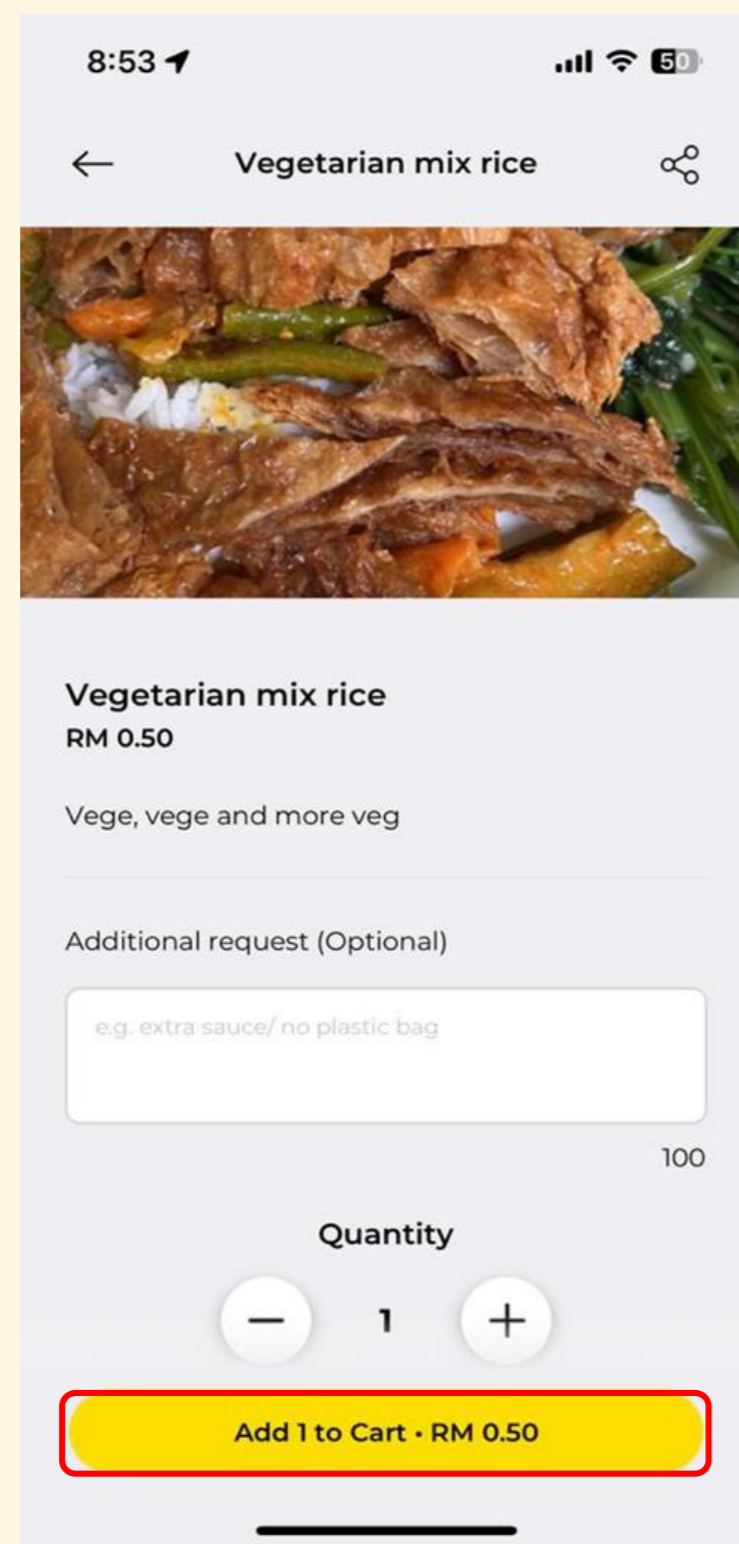 8:53
50
Vegetarian mix rice
Vegetarian mix rice
RM 0.50
Vege, vege and more veg
Additional request (Optional)
e.g. extra sauce/ no plastic bag
100
Quantity
1
Add 1 to Cart • RM 0.50